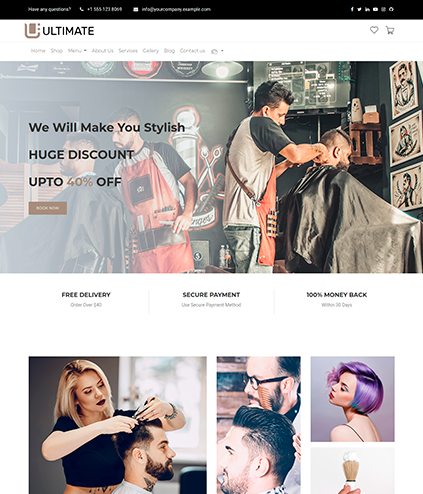 Have any questions? +1 555 123 8069 info@yourcompany.example.com
ULTIMATE
Home Shop Menu About Us Services Gallery Blog Contact us
We Will Make You Stylish
HUGE DISCOUNT
UPTO 40% OFF
BOOK NOW
FREE DELIVERY
Order Over $40
SECURE PAYMENT
Use Secure Payment Method
100% MONEY BACK
Within 30 Days